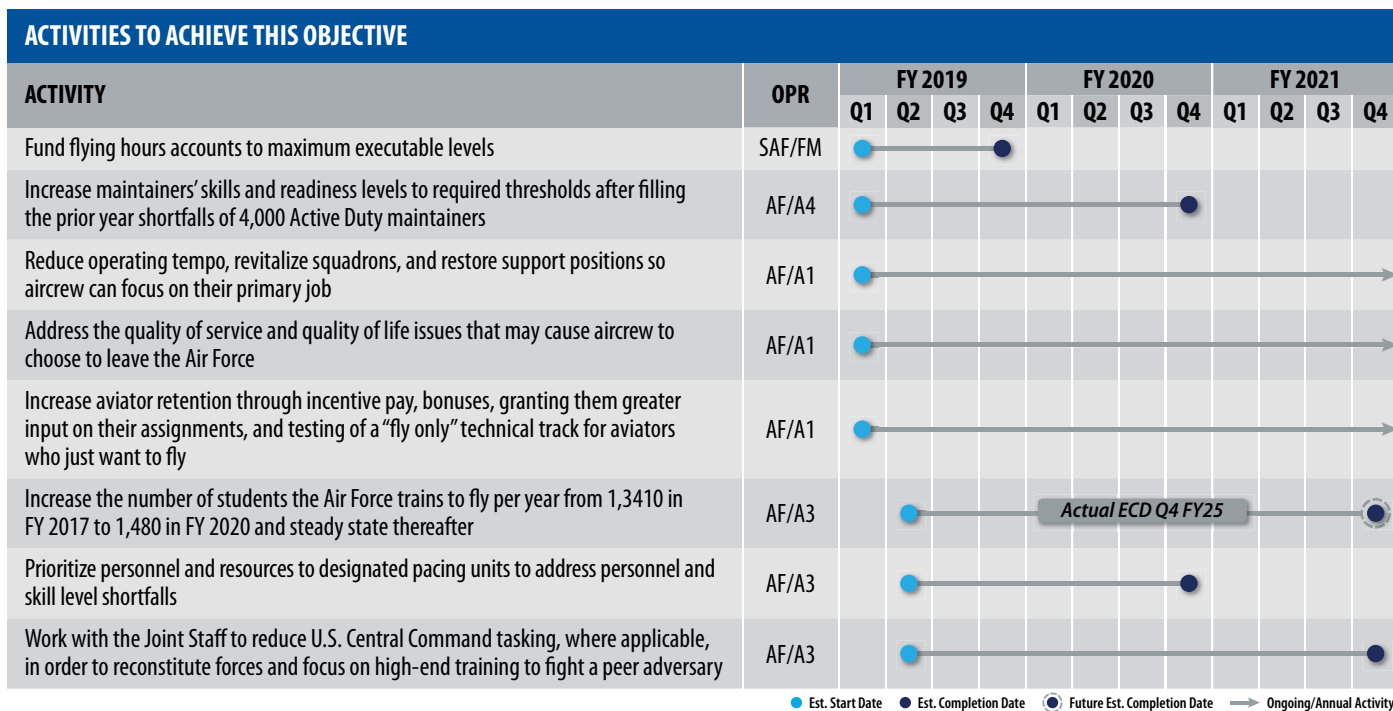 ACTIVITIES TO ACHIEVE THIS OBJECTIVE
ACTIVITY OPR FY 2019 FY 2020 FY 2021
Q1 Q2 Q3 Q4 Q1 Q2 Q3 Q4 Q1 Q2 Q3 Q4
Fund flying hours accounts to maximum executable levels SAF/FM
Increase maintainers' skills and readiness levels to required thresholds after filling
the prior year shortfalls of 4,000 Active Duty maintainers AF/A4
Reduce operating tempo, revitalize squadrons, and restore support positions so
aircrew can focus on their primary job AF/A1
Address the quality of service and quality of life issues that may cause aircrew to
choose to leave the Air Force AF/A1
Increase aviator retention through incentive pay, bonuses, granting them greater
input on their assignments, and testing of a "fly only" technical track for aviators
who just want to fly AF/A1
Increase the number of students the Air Force trains to fly per year from 1,3410 in
FY 2017 to 1,480 in FY 2020 and steady state thereafter AF/A3 Actual ECD Q4 FY25
Prioritize personnel and resources to designated pacing units to address personnel and
skill level shortfalls AF/A3
Work with the Joint Staff to reduce U.S. Central Command tasking, where applicable,
in order to reconstitute forces and focus on high-end training to fight a peer adversary AF/A3
Est. Start Date Est. Completion Date Future Est. Completion Date Ongoing/Annual Activity